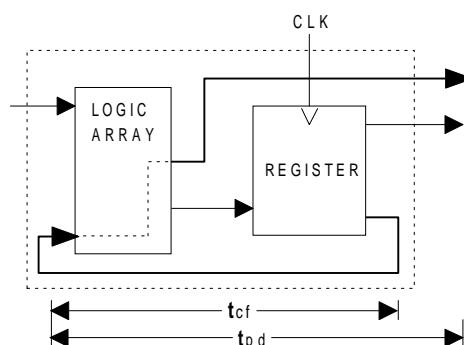 CLK
LOGIC
ARRAY
REGISTER
tcf
tpd